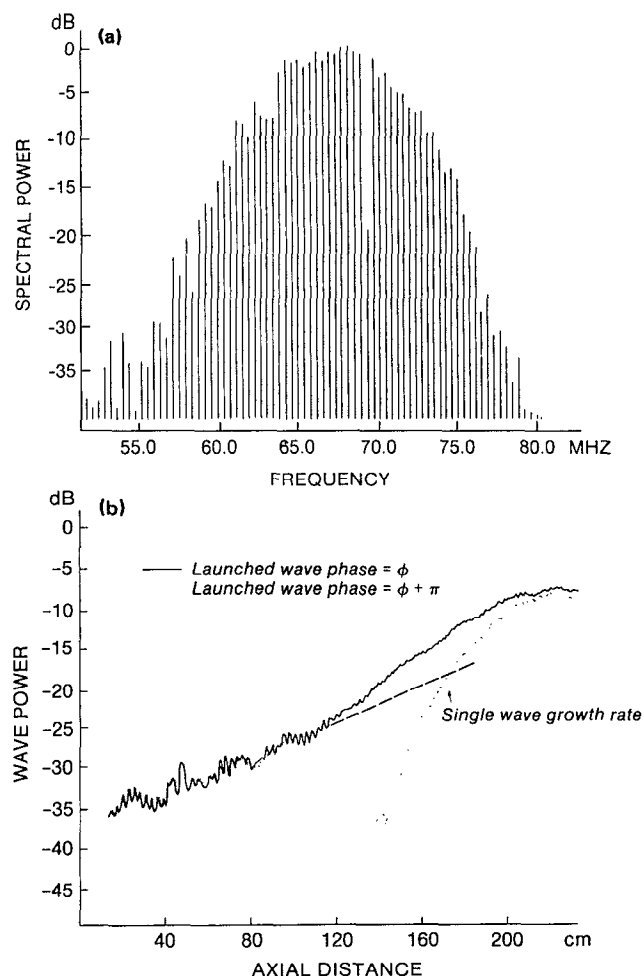 dB
(a)
0
-5
-10
-15
-20
-25
-30
-35
SPECTRAL POWER
55.0 60.0 65.0 70.0 75.0 80.0 MHZ
FREQUENCY
dB
(b)
0
-5
-10
-15
-20
-25
-30
-35
-40
-45
WAVE POWER
Launched wave phase = ϕ
Launched wave phase = ϕ + π
Single wave growth rate
40 80 120 160 200 cm
AXIAL DISTANCE